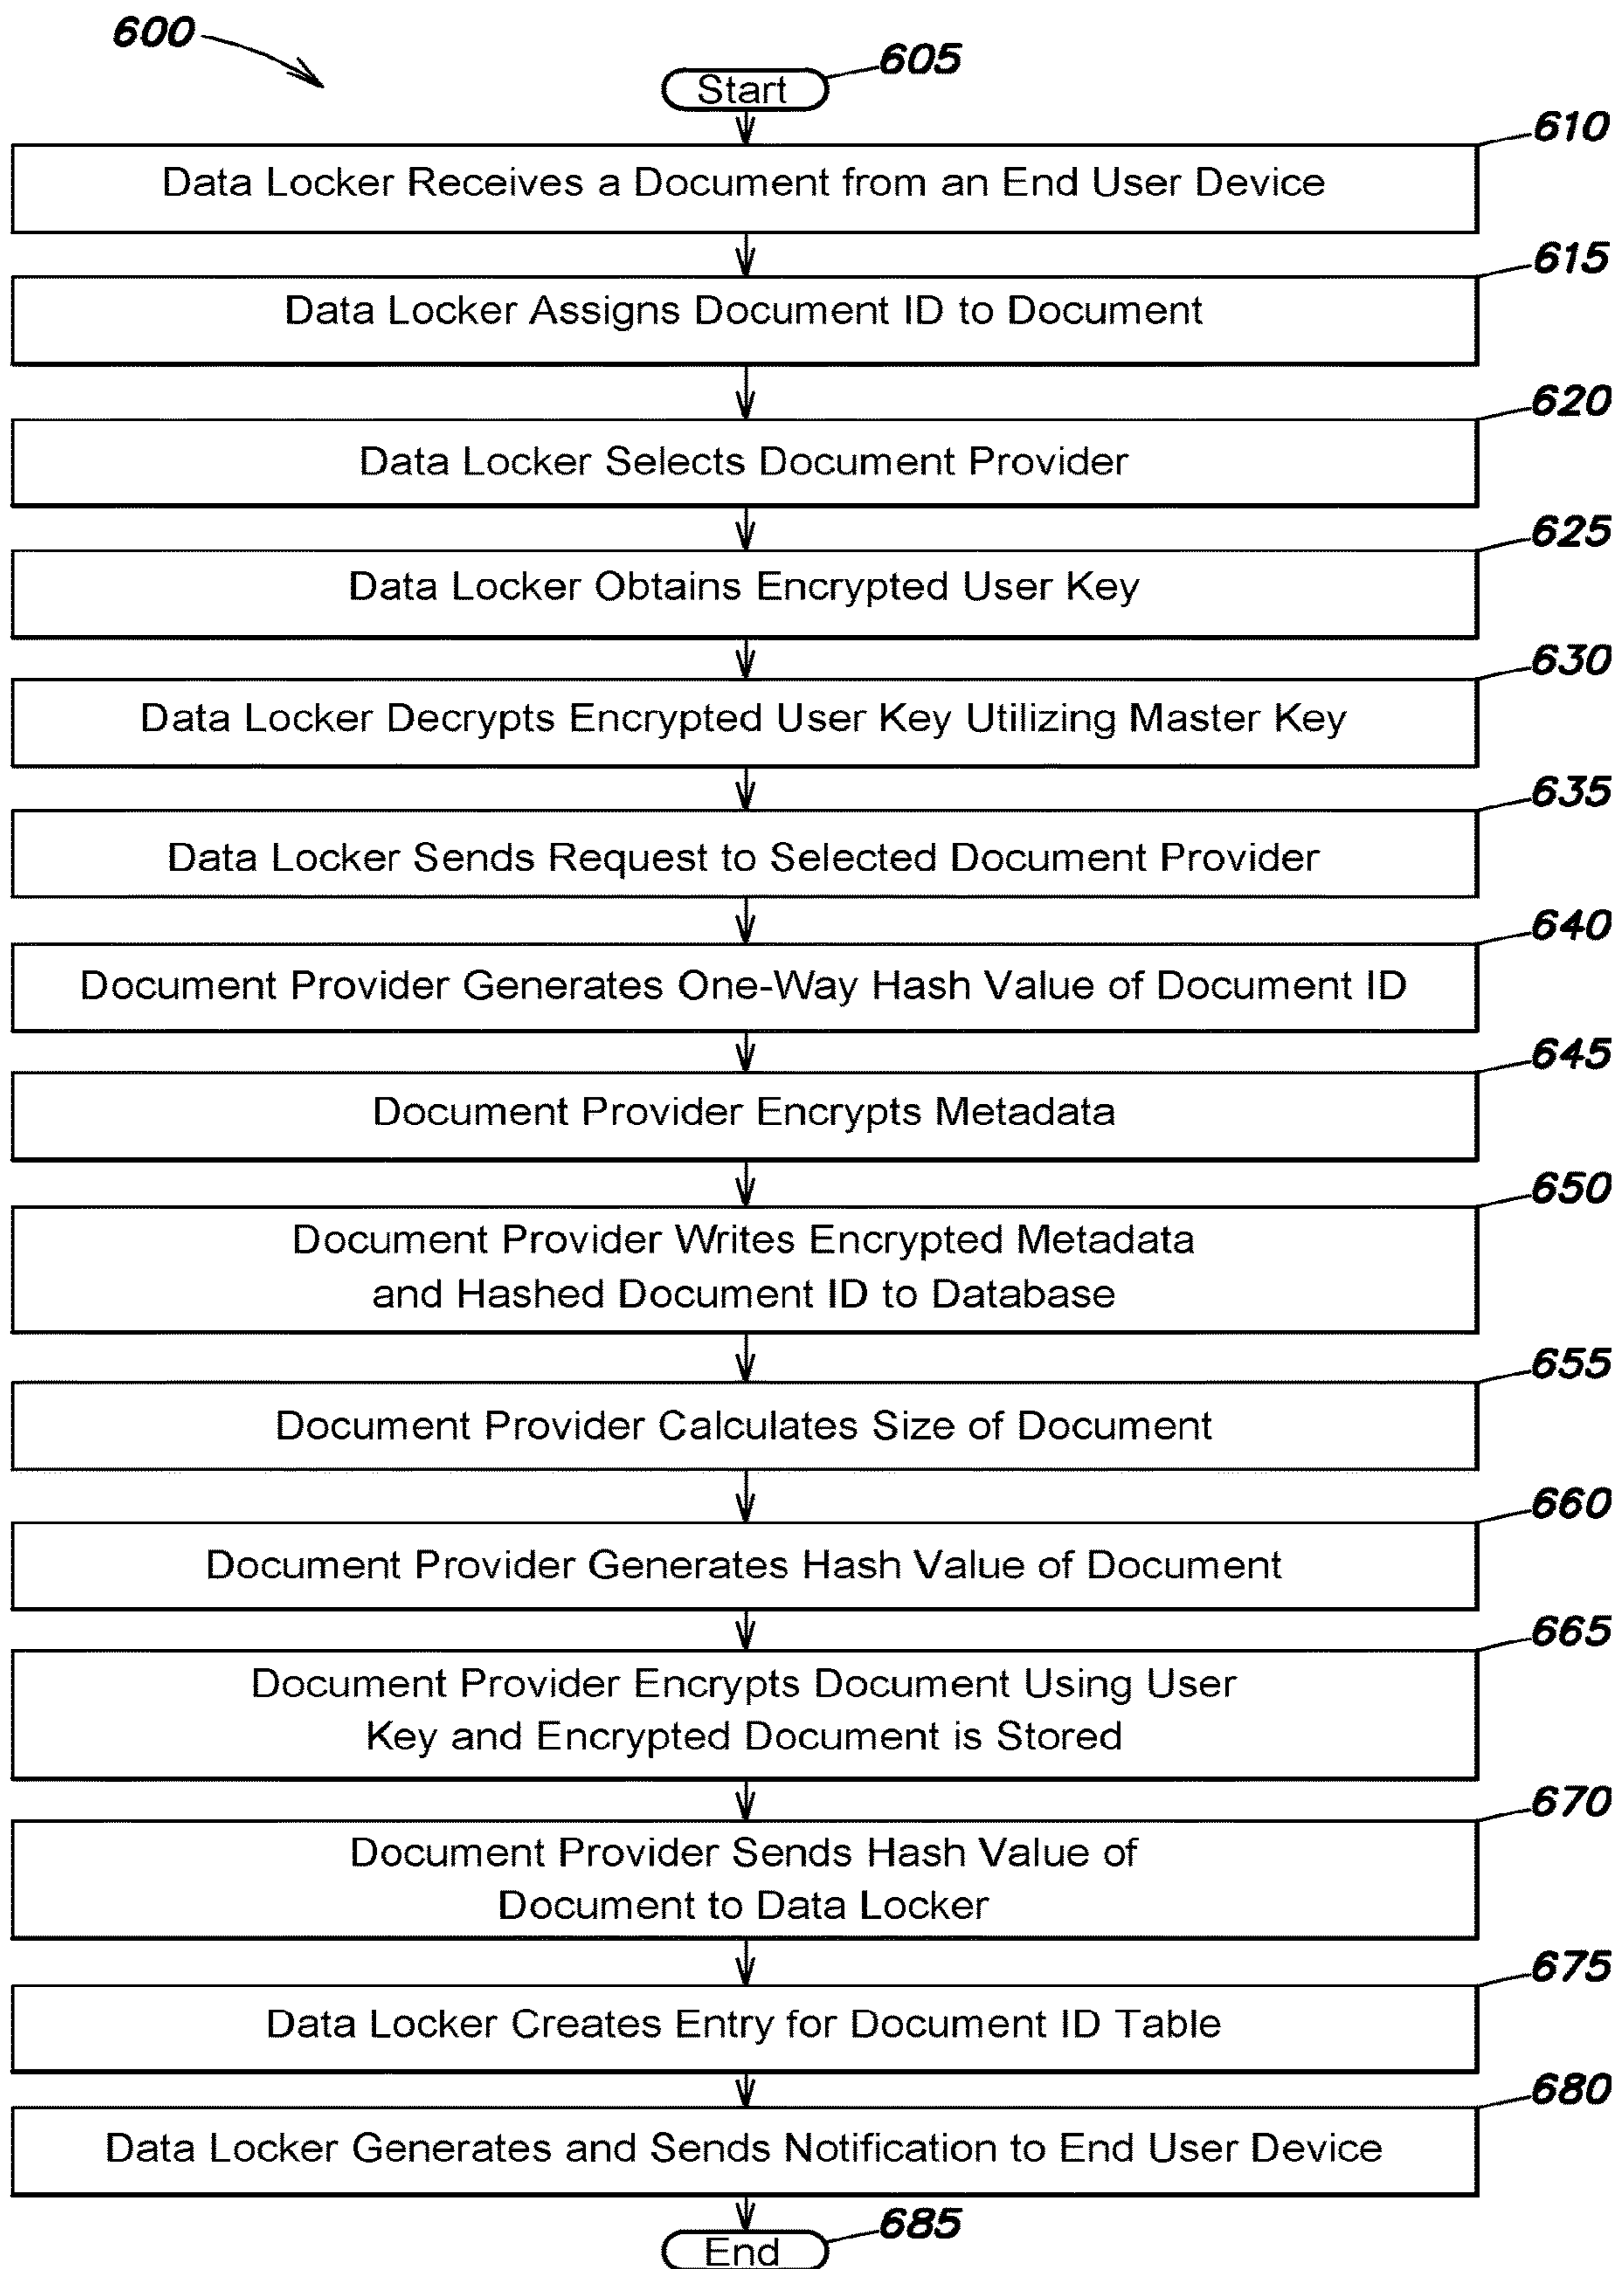 600
605
Start
610
Data Locker Receives a Document from an End User Device
615
Data Locker Assigns Document ID to Document
620
Data Locker Selects Document Provider
625
Data Locker Obtains Encrypted User Key
630
Data Locker Decrypts Encrypted User Key Utilizing Master Key
635
Data Locker Sends Request to Selected Document Provider
640
Document Provider Generates One-Way Hash Value of Document ID
645
Document Provider Encrypts Metadata
650
Document Provider Writes Encrypted Metadata
and Hashed Document ID to Database
655
Document Provider Calculates Size of Document
660
Document Provider Generates Hash Value of Document
665
Document Provider Encrypts Document Using User
Key and Encrypted Document is Stored
670
Document Provider Sends Hash Value of
Document to Data Locker
675
Data Locker Creates Entry for Document ID Table
680
Data Locker Generates and Sends Notification to End User Device
685
End